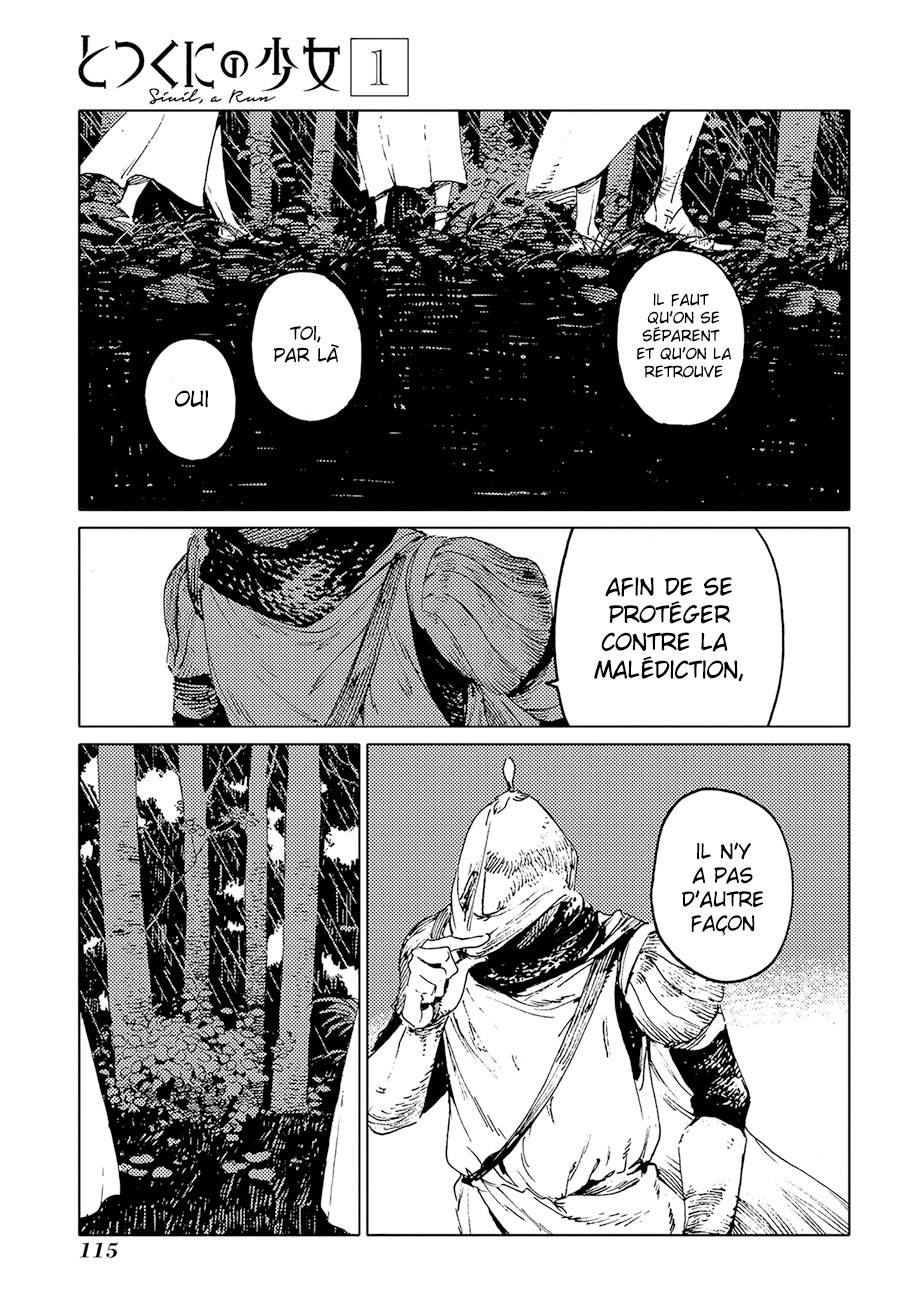 とつくにの少女 1
Siúil, a Run
IL FAUT
QU'ON SE
SÉPARENT
ET QU'ON LA
RETROUVE
TOI,
PAR LÀ
OUI
AFIN DE SE
PROTÉGER
CONTRE LA
MALÉDICTION,
IL N'Y
A PAS
D'AUTRE
FAÇON
115